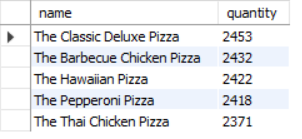 name quantity
The Classic Deluxe Pizza 2453
The Barbecue Chicken Pizza 2432
The Hawaiian Pizza 2422
The Pepperoni Pizza 2418
The Thai Chicken Pizza 2371